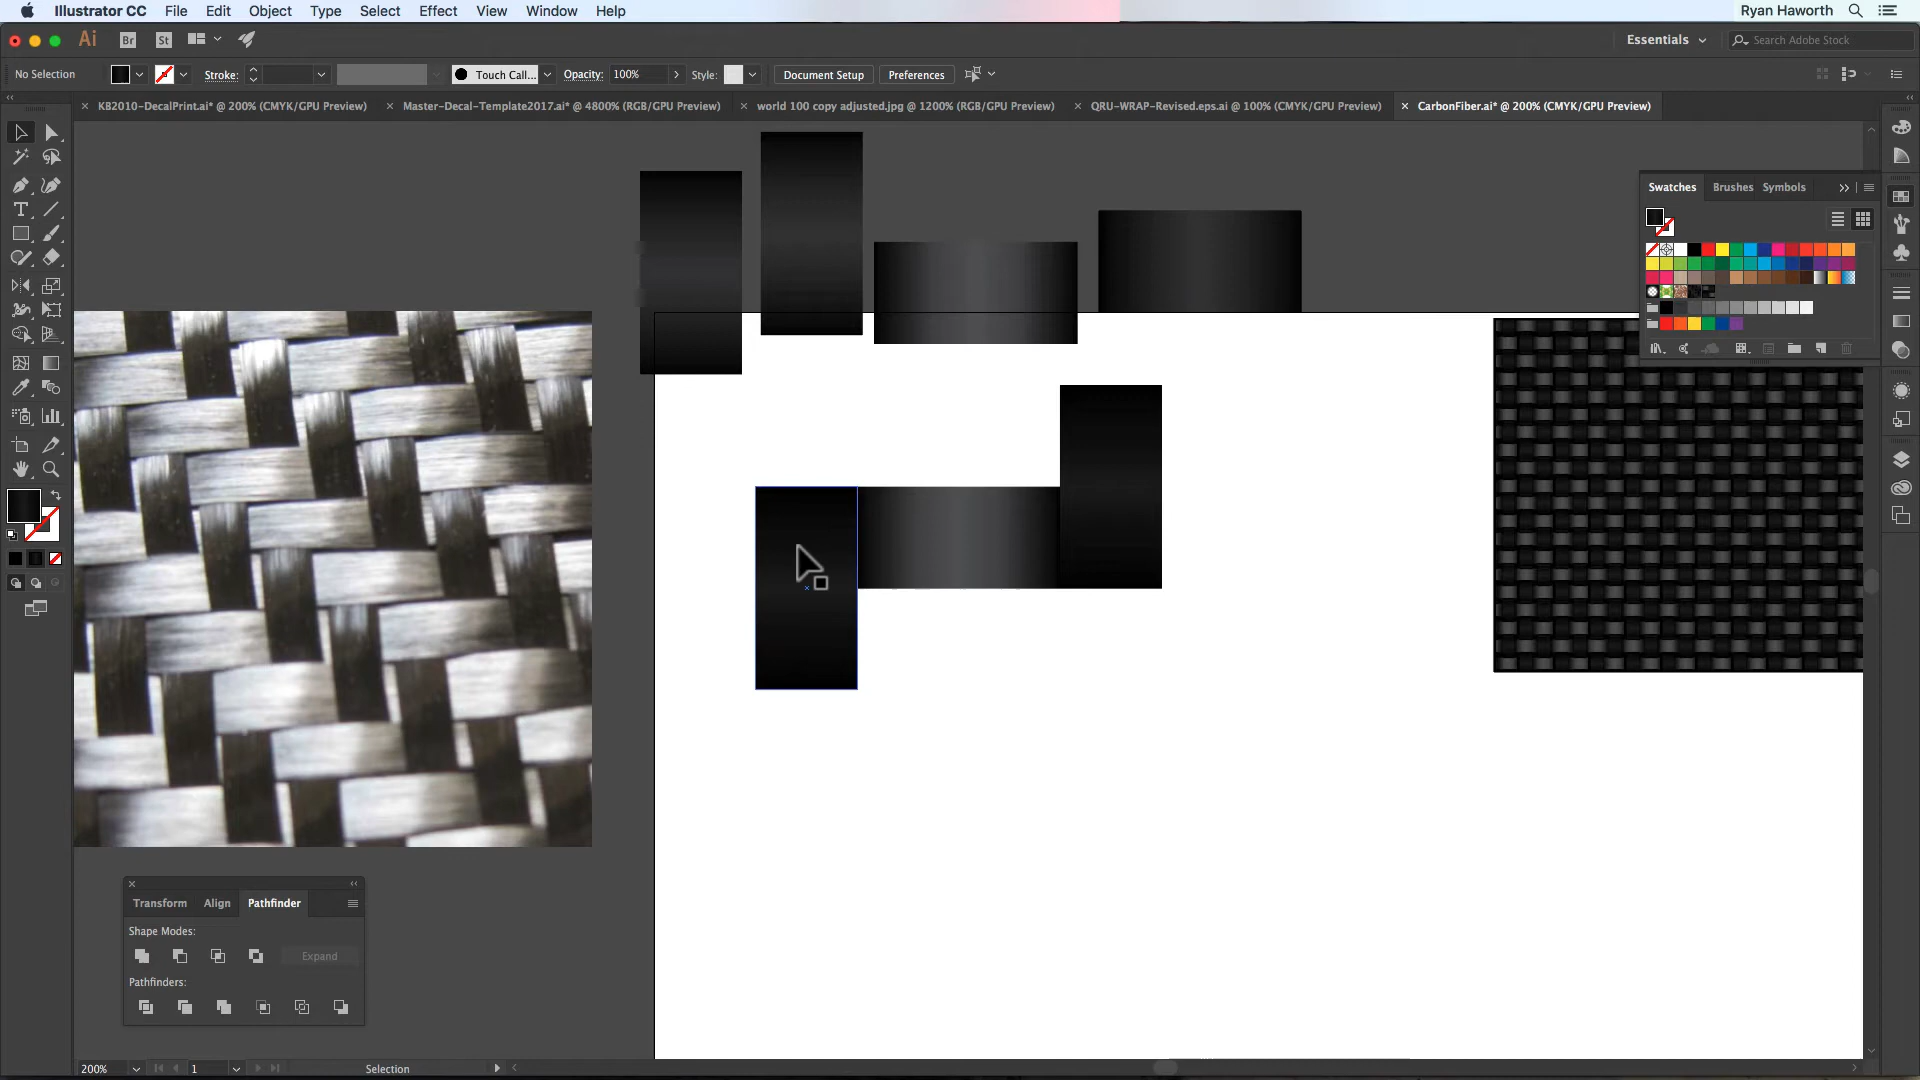 Illustrator CC File Edit Object Type Select Effect View Window Help Ryan Haworth
Ai Br St Essentials Search Adobe Stock
No Selection Stroke: Touch Call... Opacity: 100% Style: Document Setup Preferences
KB2010-DecalPrint.ai* @ 200% (CMYK/GPU Preview) Master-Decal-Template2017.ai* @ 4800% (RGB/GPU Preview) world 100 copy adjusted.jpg @ 1200% (RGB/GPU Preview) QRU-WRAP-Revised.eps.ai @ 100% (CMYK/GPU Preview) CarbonFiber.ai* @ 200% (CMYK/GPU Preview)
Swatches Brushes Symbols
Transform Align Pathfinder
Shape Modes:
Expand
Pathfinders:
200% 1 Selection